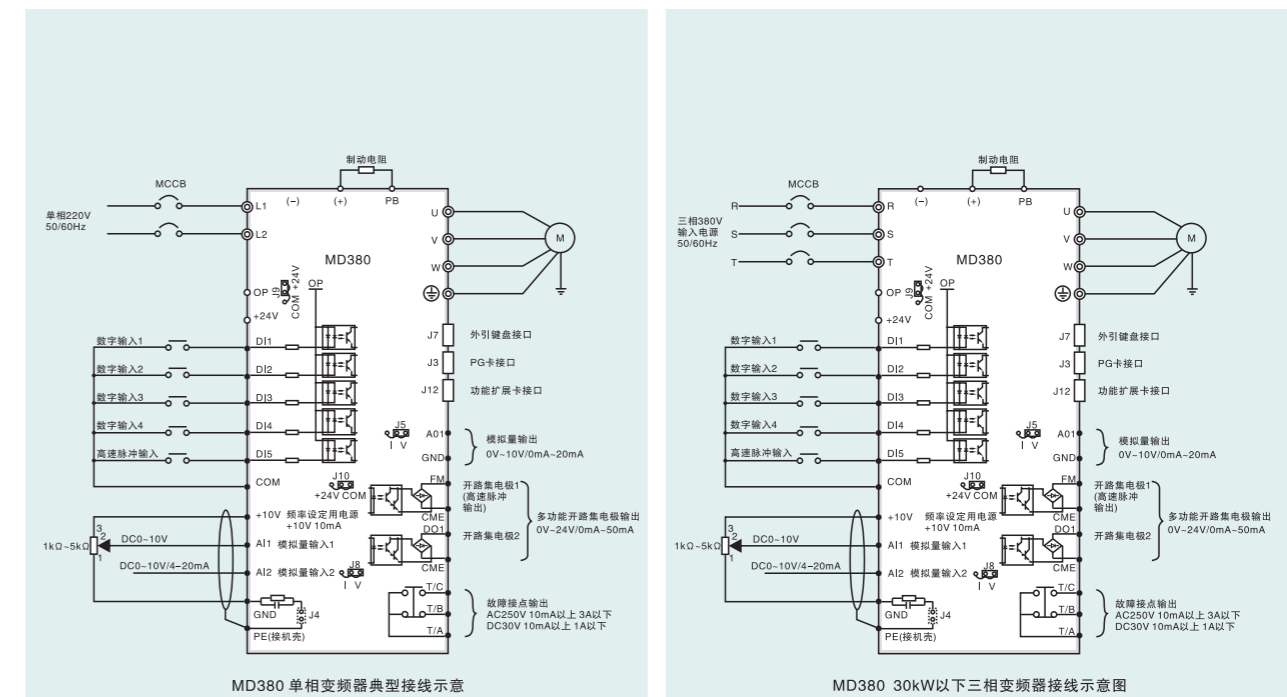 制动电阻
MCCB
单相220V
50/60Hz
L1
(-)
(+)
PB
L2
U
V
W
M
MD380
OP
J9
COM +24V
OP
+24V
J7 外引键盘接口
J3 PG卡接口
J12 功能扩展卡接口
数字输入1
DI1
数字输入2
DI2
数字输入3
DI3
数字输入4
DI4
高速脉冲输入
DI5
COM
J5
I V
A01
GND
模拟量输出
0V~10V/0mA~20mA
J10
+24V COM
FM
CME
DO1
CME
开路集电极1
(高速脉冲
输出)
开路集电极2
多功能开路集电极输出
0V~24V/0mA~50mA
+10V 频率设定用电源
+10V 10mA
3
2
1
1kΩ~5kΩ
DC0~10V
AI1 模拟量输入1
DC0~10V/4~20mA
AI2 模拟量输入2
J8
I V
GND
J4
PE(接机壳)
T/C
T/B
T/A
故障接点输出
AC250V 10mA以上 3A以下
DC30V 10mA以上 1A以下
MD380 单相变频器典型接线示意
制动电阻
MCCB
三相380V
输入电源
50/60Hz
R
S
T
R
S
T
(-)
(+)
PB
U
V
W
M
MD380
OP
J9
COM +24V
OP
+24V
J7 外引键盘接口
J3 PG卡接口
J12 功能扩展卡接口
数字输入1
DI1
数字输入2
DI2
数字输入3
DI3
数字输入4
DI4
高速脉冲输入
DI5
COM
J5
I V
A01
GND
模拟量输出
0V~10V/0mA~20mA
J10
+24V COM
FM
CME
DO1
CME
开路集电极1
(高速脉冲
输出)
开路集电极2
多功能开路集电极输出
0V~24V/0mA~50mA
+10V 频率设定用电源
+10V 10mA
3
2
1
1kΩ~5kΩ
DC0~10V
AI1 模拟量输入1
DC0~10V/4~20mA
AI2 模拟量输入2
J8
I V
GND
J4
PE(接机壳)
T/C
T/B
T/A
故障接点输出
AC250V 10mA以上 3A以下
DC30V 10mA以上 1A以下
MD380 30kW以下三相变频器接线示意图